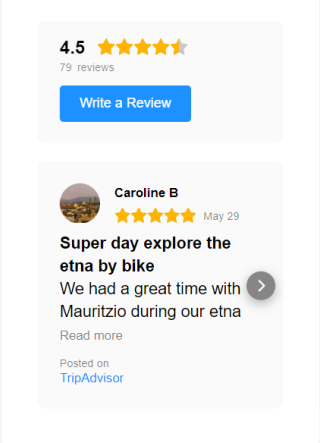 4.5
79 reviews
Write a Review
Caroline B
May 29
Super day explore the
etna by bike
We had a great time with
Mauritzio during our etna
Read more
Posted on
TripAdvisor